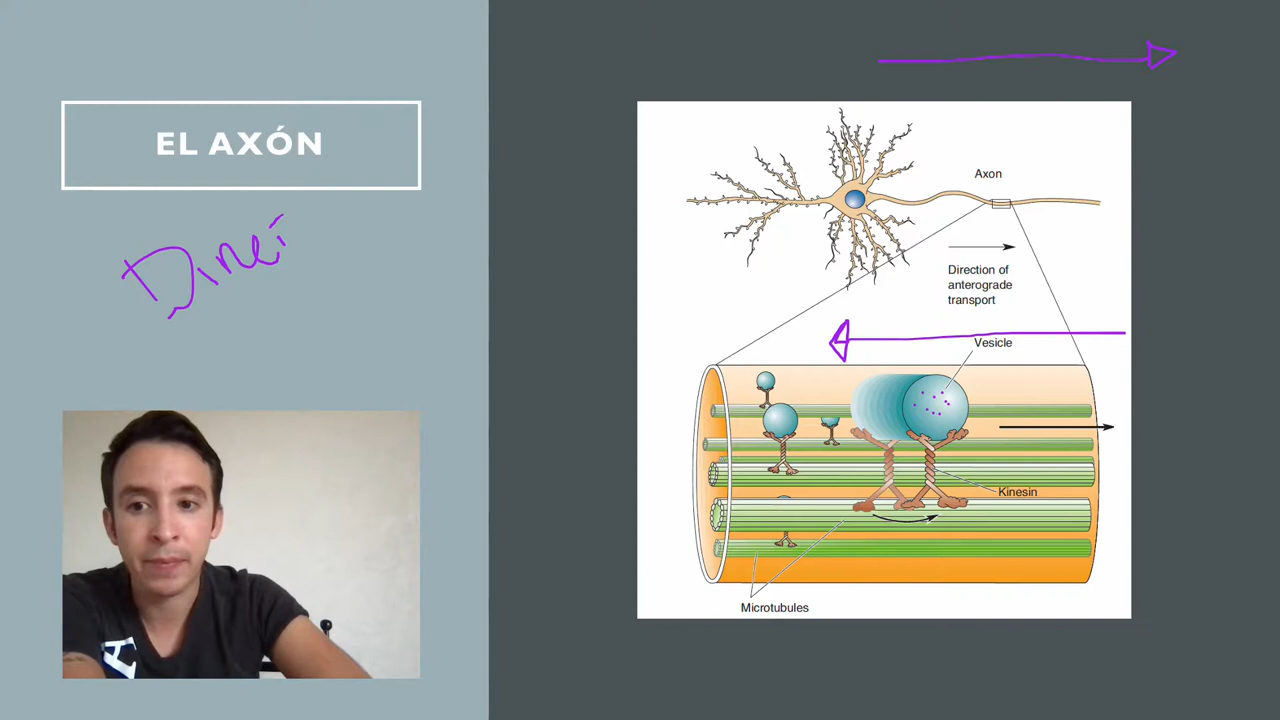 EL AXÓN
Dineí
Axon
Direction of
anterograde
transport
Vesicle
Kinesin
Microtubules
A